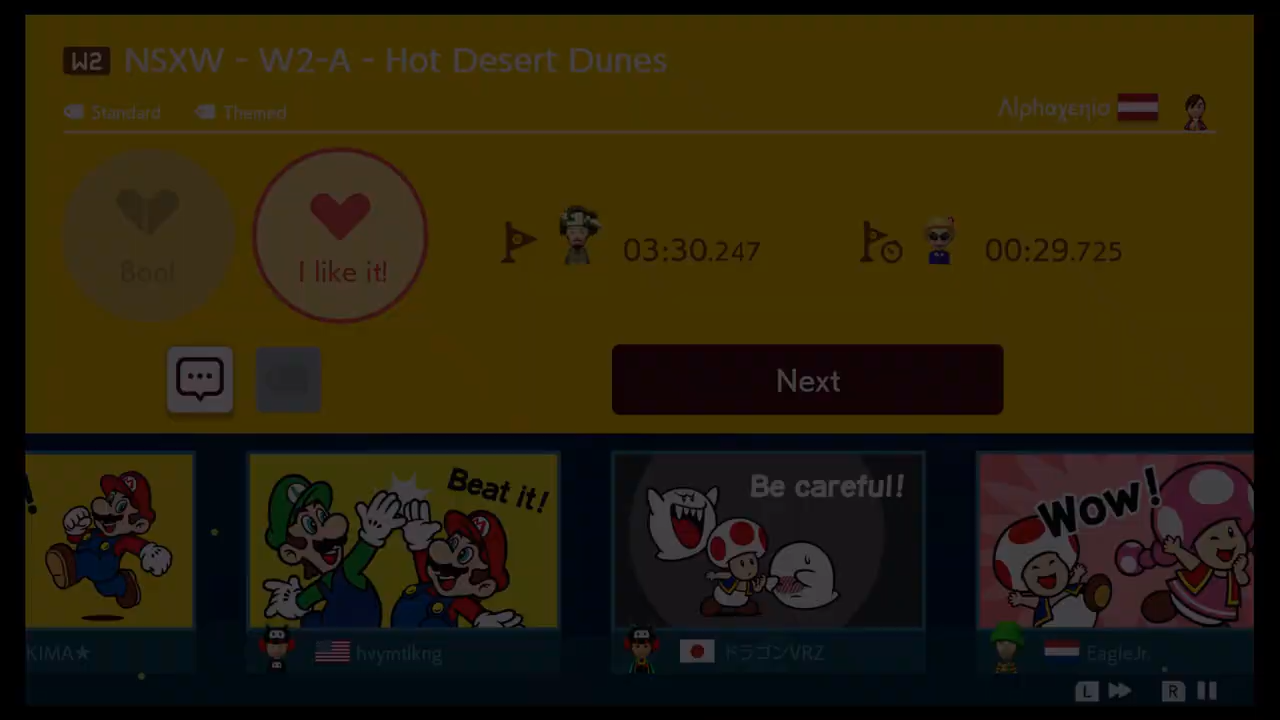 W2 NSXW - W2-A - Hot Desert Dunes
Standard Themed
Alphaxenia
Boo! I like it!
03:30.247 00:29.725
Next
! Beat it! Be careful! Wow!
KIMA★ hvymtlkng ドラゴンVRZ EagleJr.
L R